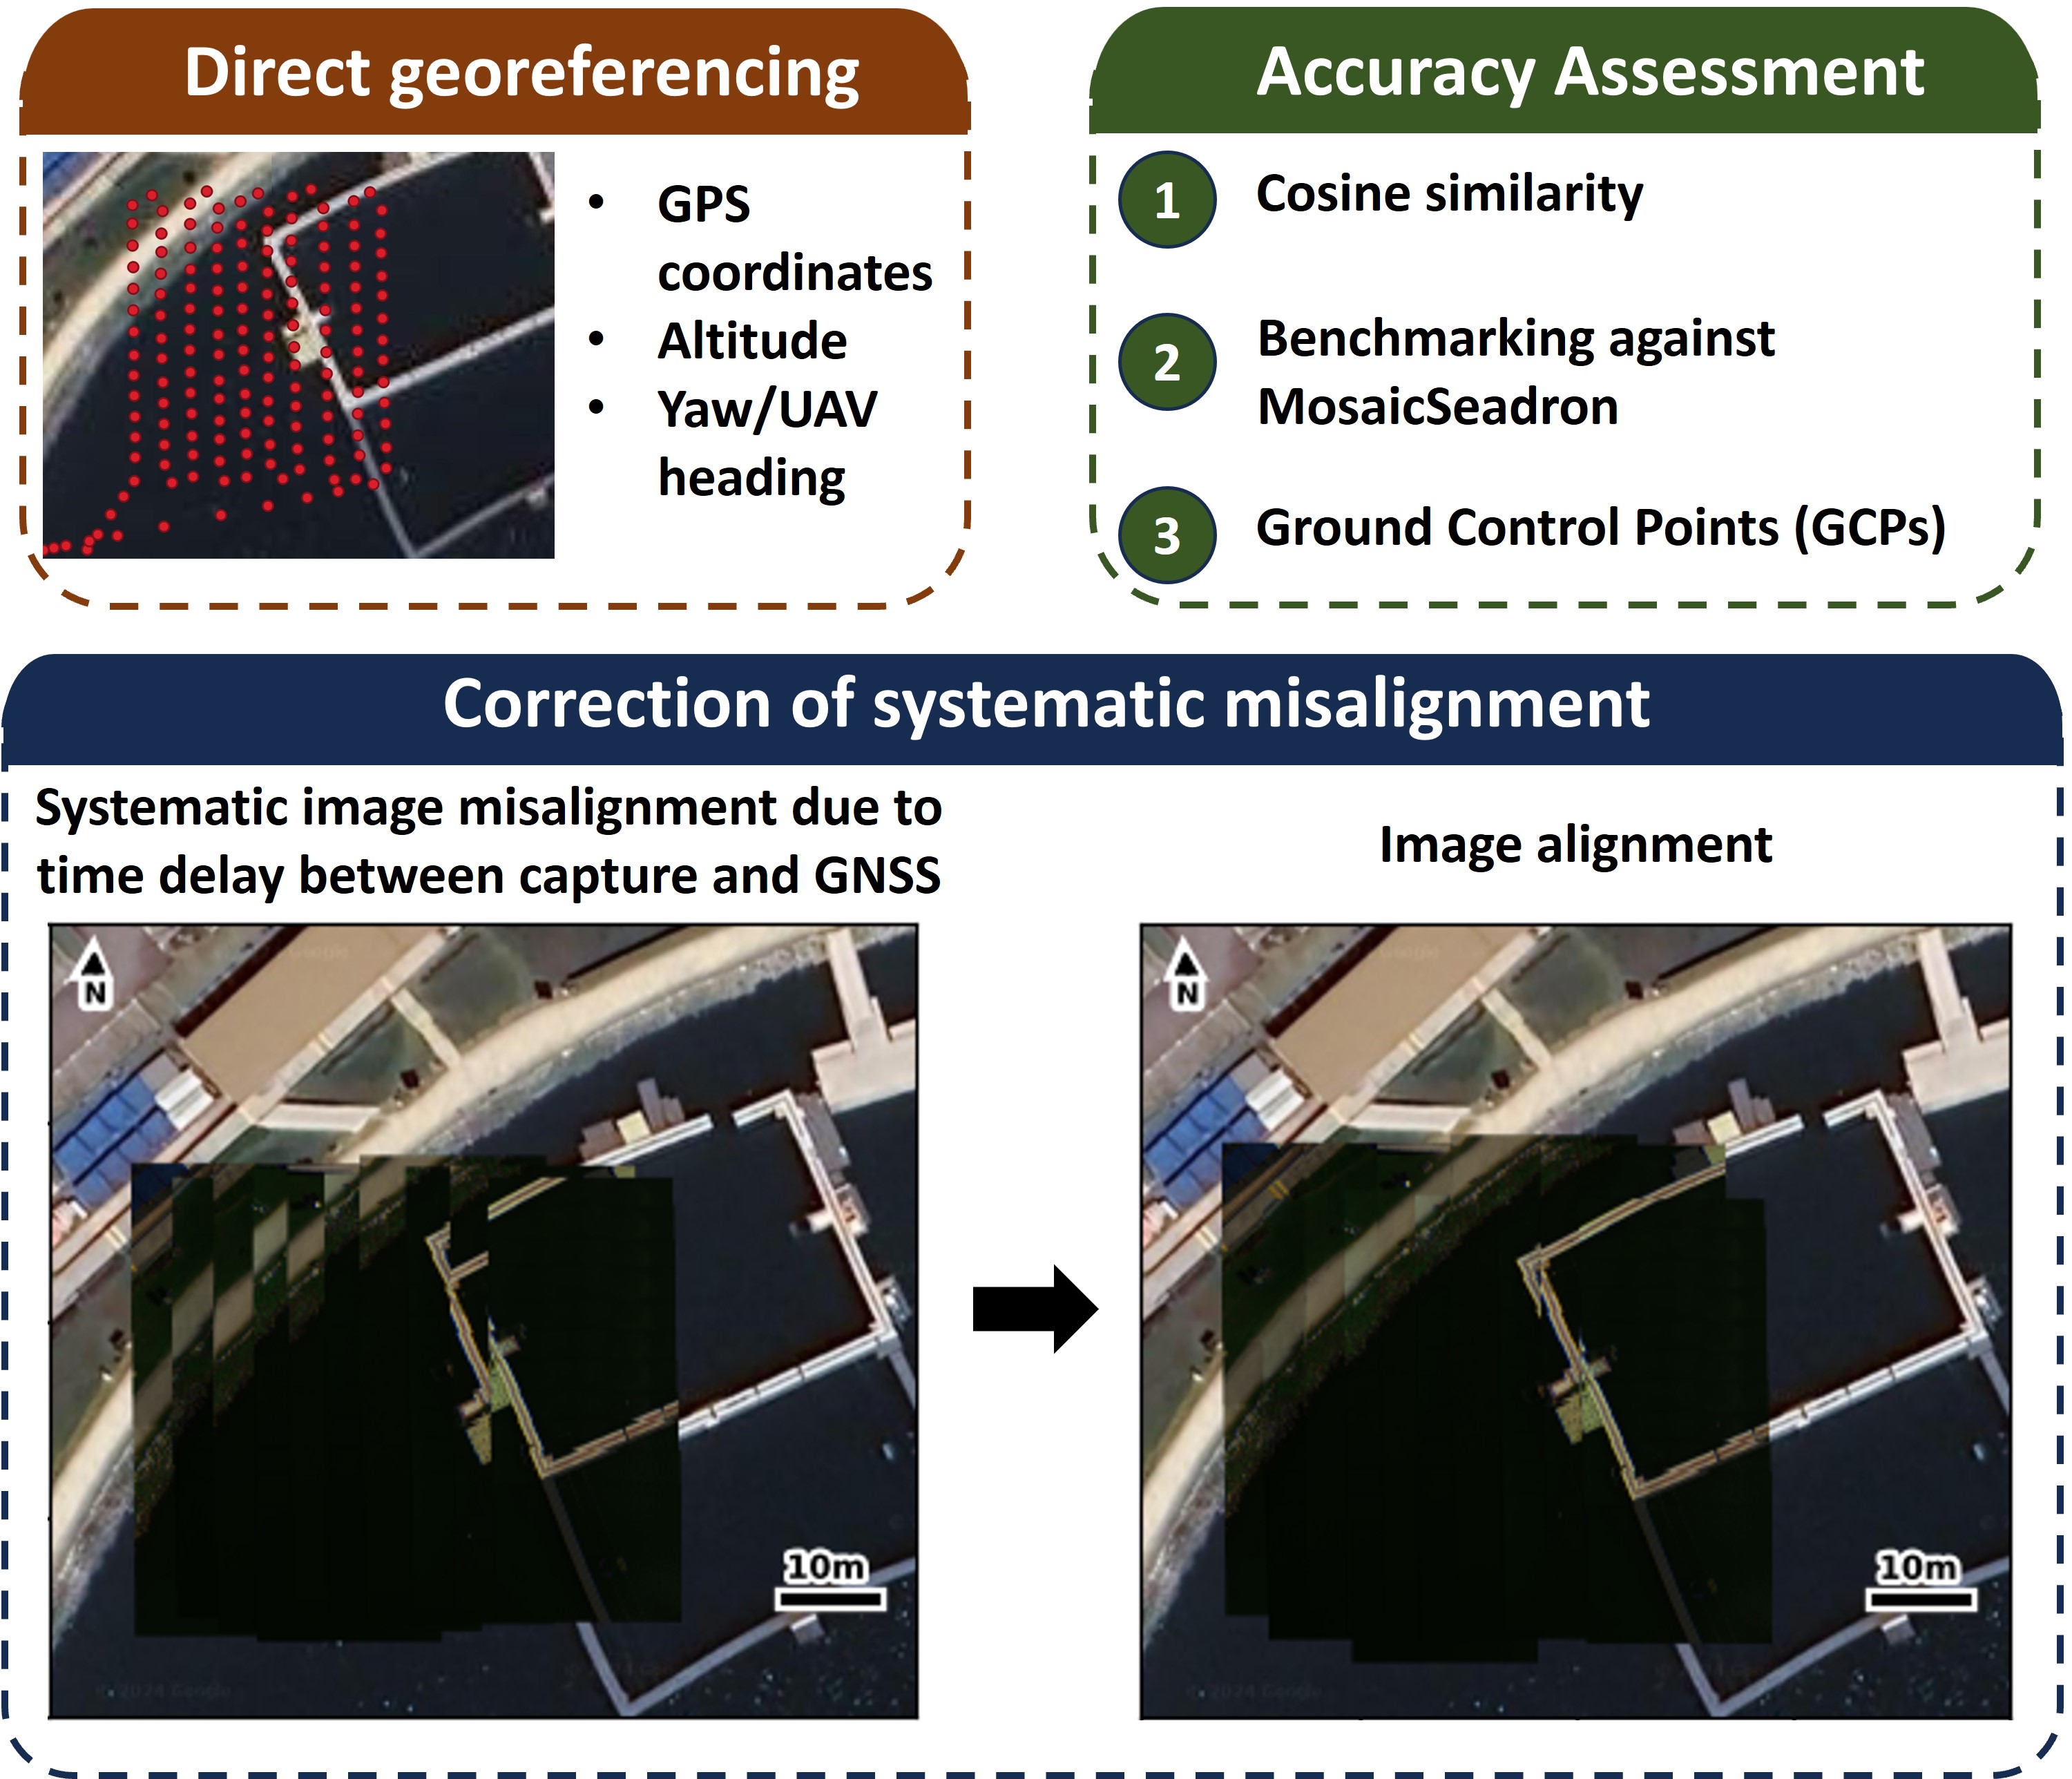 Direct georeferencing
• GPS
coordinates
• Altitude
• Yaw/UAV
heading
Accuracy Assessment
1 Cosine similarity
2 Benchmarking against
MosaicSeadron
3 Ground Control Points (GCPs)
Correction of systematic misalignment
Systematic image misalignment due to
time delay between capture and GNSS
N
10m
Image alignment
N
10m